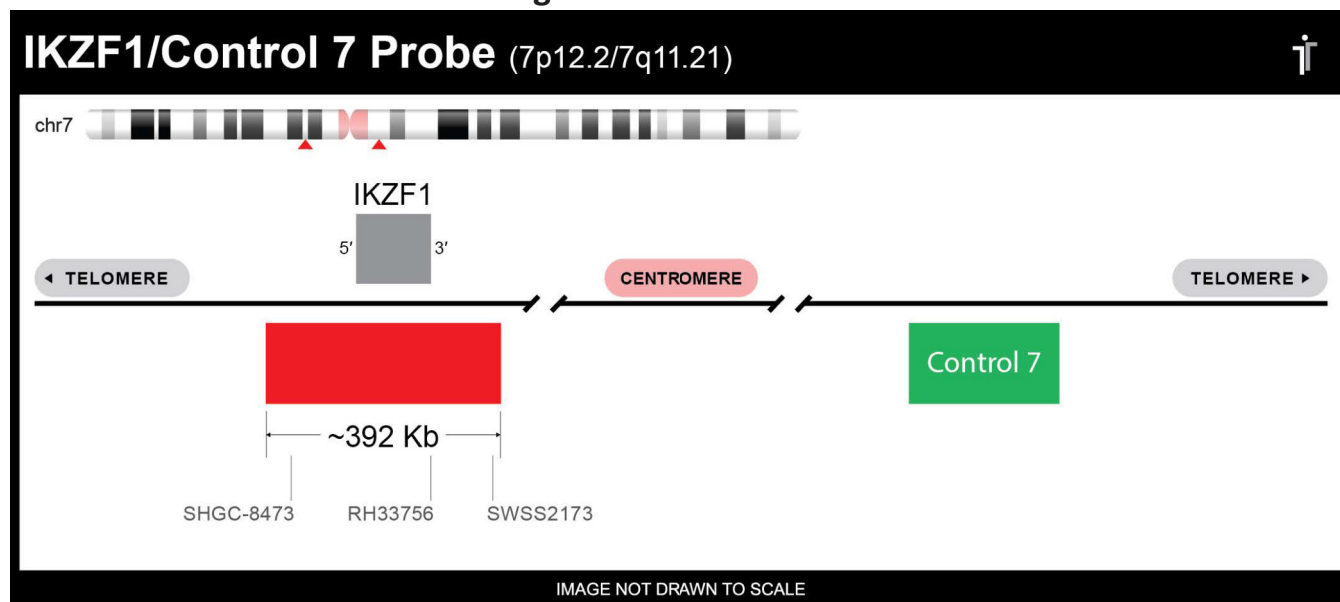 IKZF1/Control 7 Probe (7p12.2/7q11.21)
chr7
IKZF1
5′ 3′
◂ TELOMERE CENTROMERE TELOMERE ▸
Control 7
~392 Kb
SHGC-8473 RH33756 SWSS2173
IMAGE NOT DRAWN TO SCALE